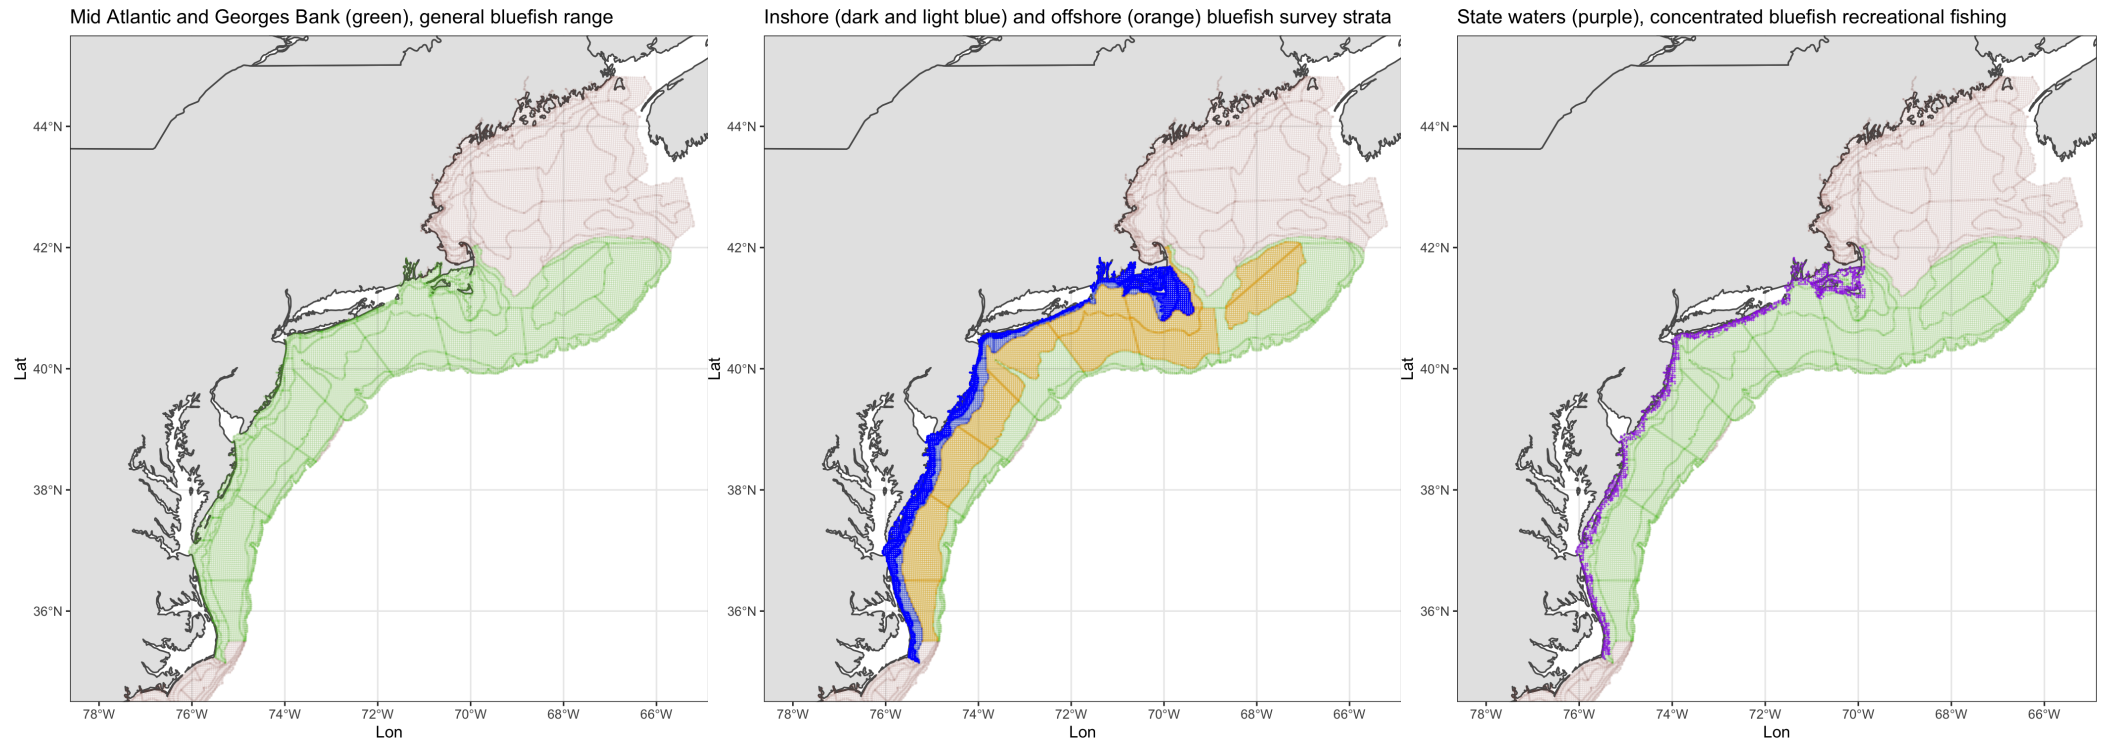 Mid Atlantic and Georges Bank (green), general bluefish range
44°N
42°N
40°N
38°N
36°N
Lat
78°W 76°W 74°W 72°W 70°W 68°W 66°W
Lon
Inshore (dark and light blue) and offshore (orange) bluefish survey strata
44°N
42°N
40°N
38°N
36°N
Lat
78°W 76°W 74°W 72°W 70°W 68°W 66°W
Lon
State waters (purple), concentrated bluefish recreational fishing
44°N
42°N
40°N
38°N
36°N
Lat
78°W 76°W 74°W 72°W 70°W 68°W 66°W
Lon